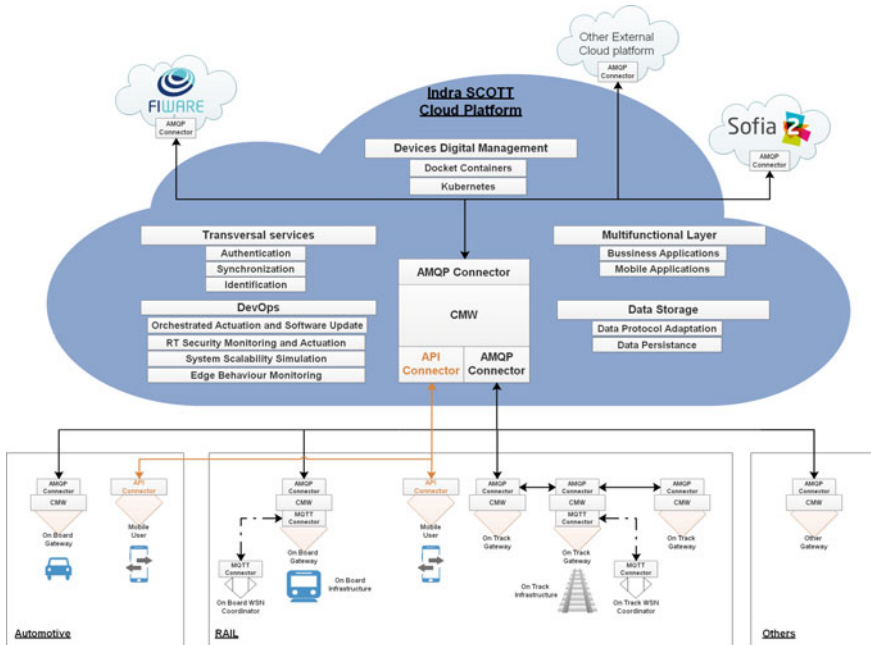 Other External
Cloud platform
AMQP
Connector
FIWARE
AMQP
Connector
Indra SCOTT
Cloud Platform
Sofia 2
AMQP
Connector
Devices Digital Management
Docket Containers
Kubernetes
Transversal services
Authentication
Synchronization
Identification
Multifunctional Layer
Bussiness Applications
Mobile Applications
AMQP Connector
CMW
API
Connector
AMQP
Connector
DevOps
Orchestrated Actuation and Software Update
RT Security Monitoring and Actuation
System Scalability Simulation
Edge Behaviour Monitoring
Data Storage
Data Protocol Adaptation
Data Persistance
AMQP
Connector
CMW
On Board
Gateway
API
Connector
Mobile
User
Automotive
AMQP
Connector
CMW
MQTT
Connector
On Board
Gateway
MQTT
Connector
On Board WSN
Coordinator
On Board
Infrastructure
API
Connector
Mobile
User
AMQP
Connector
CMW
On Track
Gateway
AMQP
Connector
CMW
MQTT
Connector
On Track
Gateway
On Track
Infrastructure
MQTT
Connector
On Track WSN
Coordinator
AMQP
Connector
CMW
On Track
Gateway
RAIL
AMQP
Connector
CMW
Other
Gateway
Others